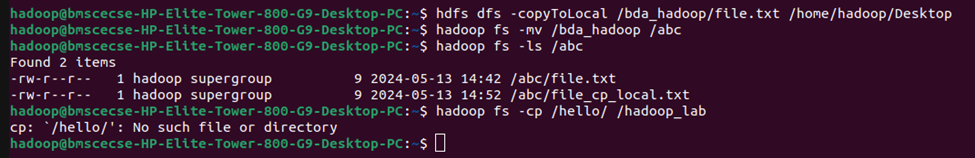 hadoop@bmscecse-HP-Elite-Tower-800-G9-Desktop-PC:~$ hdfs dfs -copyToLocal /bda_hadoop/file.txt /home/hadoop/Desktop
hadoop@bmscecse-HP-Elite-Tower-800-G9-Desktop-PC:~$ hadoop fs -mv /bda_hadoop /abc
hadoop@bmscecse-HP-Elite-Tower-800-G9-Desktop-PC:~$ hadoop fs -ls /abc
Found 2 items
-rw-r--r--   1 hadoop supergroup          9 2024-05-13 14:42 /abc/file.txt
-rw-r--r--   1 hadoop supergroup          9 2024-05-13 14:52 /abc/file_cp_local.txt
hadoop@bmscecse-HP-Elite-Tower-800-G9-Desktop-PC:~$ hadoop fs -cp /hello/ /hadoop_lab
cp: `/hello/': No such file or directory
hadoop@bmscecse-HP-Elite-Tower-800-G9-Desktop-PC:~$